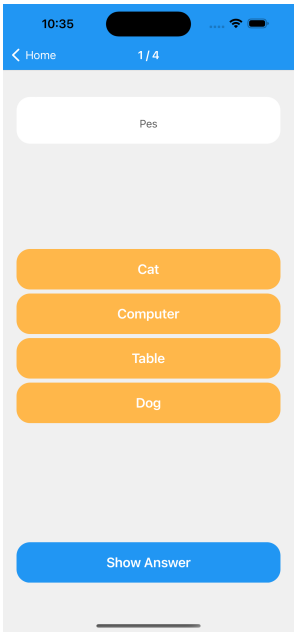 10:35
Home
1 / 4
Pes
Cat
Computer
Table
Dog
Show Answer